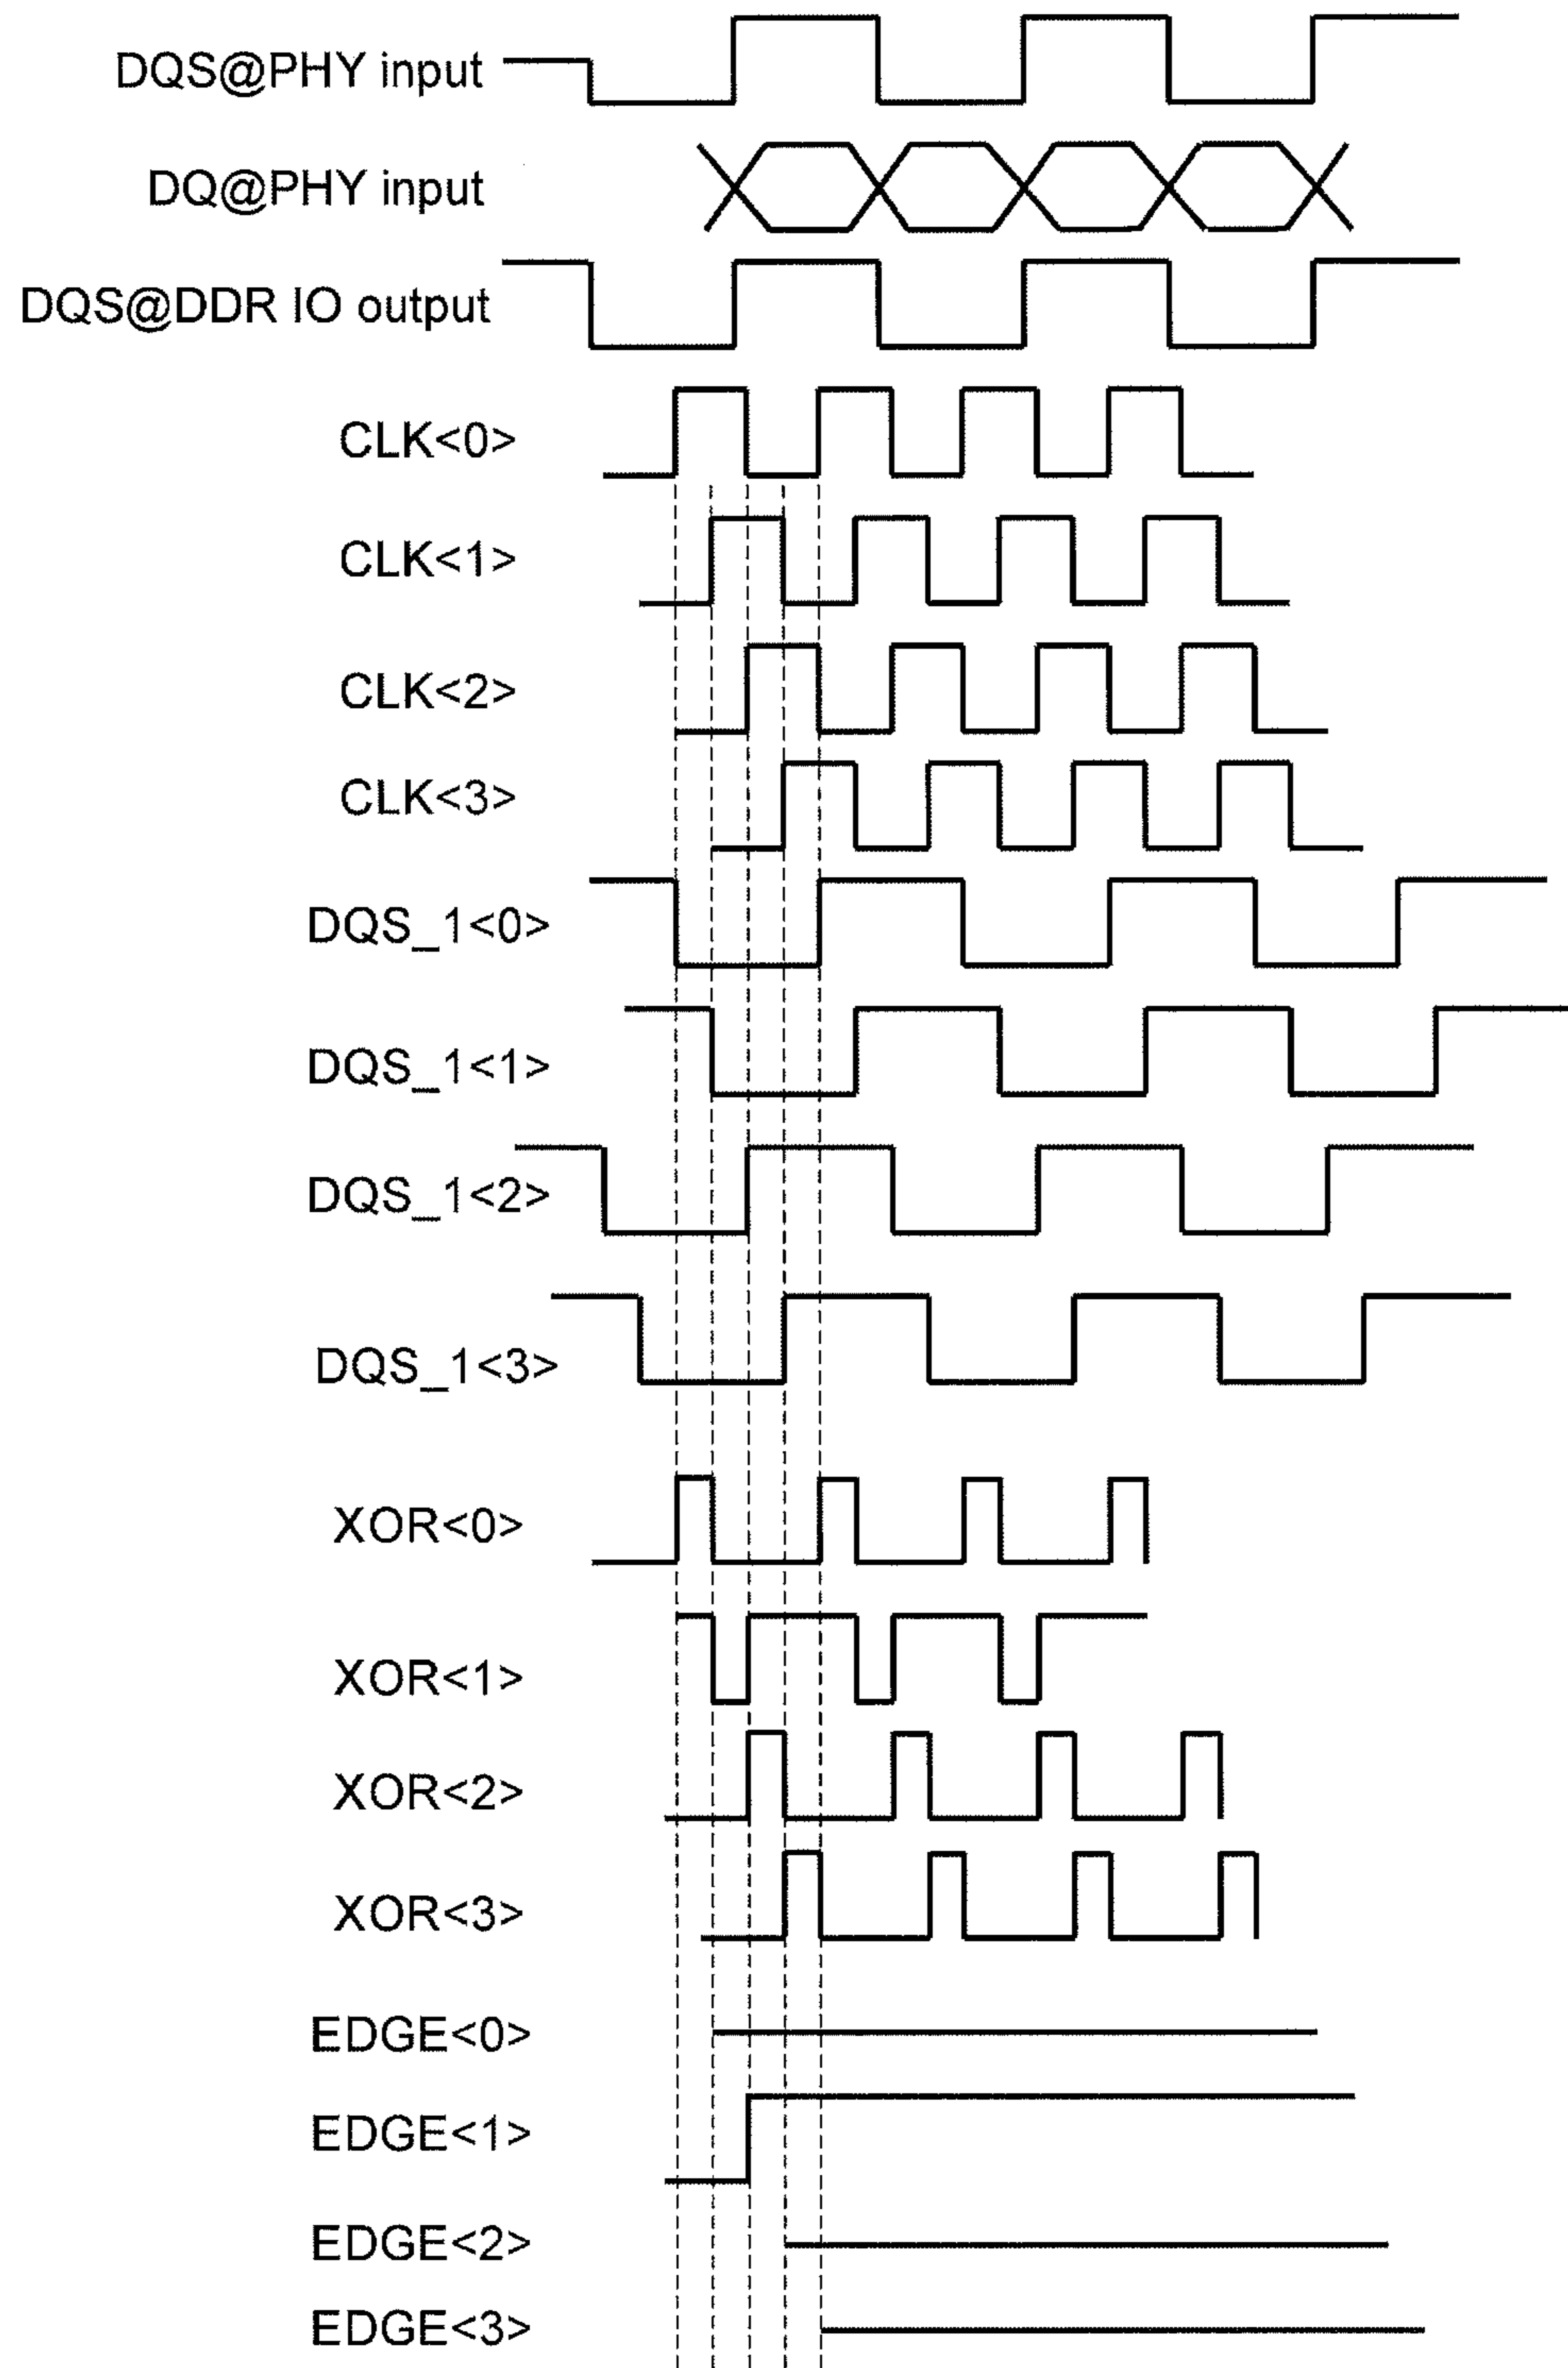 DQS@PHY input
DQ@PHY input
DQS@DDR IO output
CLK<0>
CLK<1>
CLK<2>
CLK<3>
DQS_1<0>
DQS_1<1>
DQS_1<2>
DQS_1<3>
XOR<0>
XOR<1>
XOR<2>
XOR<3>
EDGE<0>
EDGE<1>
EDGE<2>
EDGE<3>